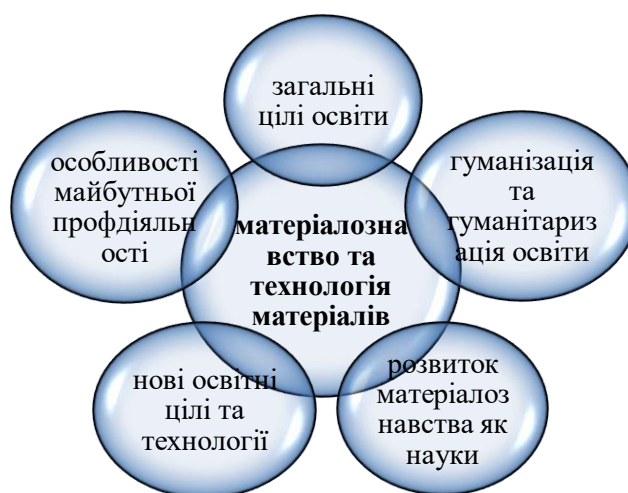 загальні
цілі освіти
гуманізація
та
гуманітариз
ація освіти
розвиток
матеріалоз
навства як
науки
нові освітні
цілі та
технології
особливості
майбутньої
профдіяльн
ості
матеріалозна
вство та
технологія
матеріалів